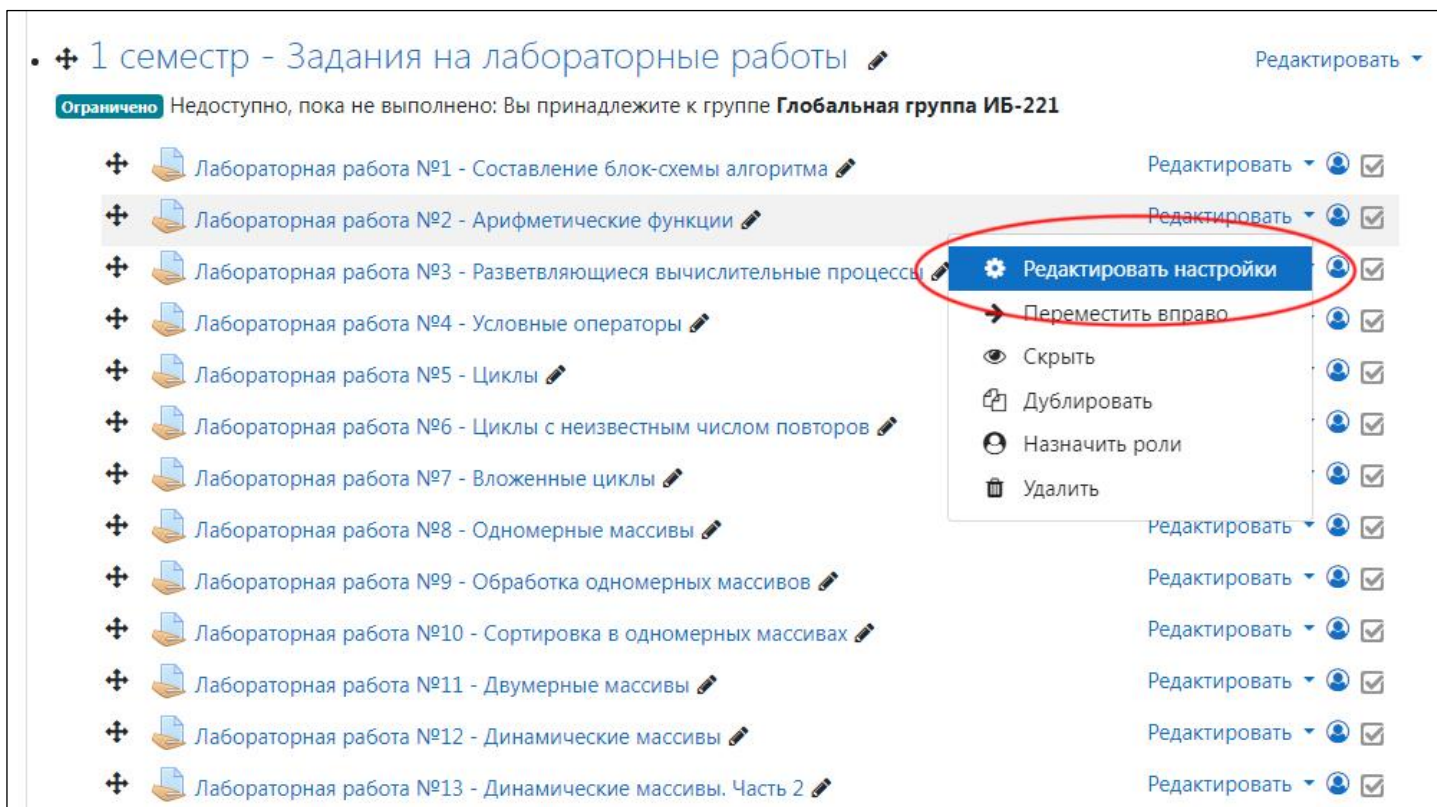 1 семестр - Задания на лабораторные работы Редактировать
Ограничено Недоступно, пока не выполнено: Вы принадлежите к группе Глобальная группа ИБ-221
Лабораторная работа №1 - Составление блок-схемы алгоритма Редактировать
Лабораторная работа №2 - Арифметические функции Редактировать
Лабораторная работа №3 - Разветвляющиеся вычислительные процессы Редактировать настройки
Переместить вправо
Лабораторная работа №4 - Условные операторы
Скрыть
Лабораторная работа №5 - Циклы
Дублировать
Лабораторная работа №6 - Циклы с неизвестным числом повторов
Назначить роли
Лабораторная работа №7 - Вложенные циклы
Удалить
Лабораторная работа №8 - Одномерные массивы Редактировать
Лабораторная работа №9 - Обработка одномерных массивов Редактировать
Лабораторная работа №10 - Сортировка в одномерных массивах Редактировать
Лабораторная работа №11 - Двумерные массивы Редактировать
Лабораторная работа №12 - Динамические массивы Редактировать
Лабораторная работа №13 - Динамические массивы. Часть 2 Редактировать